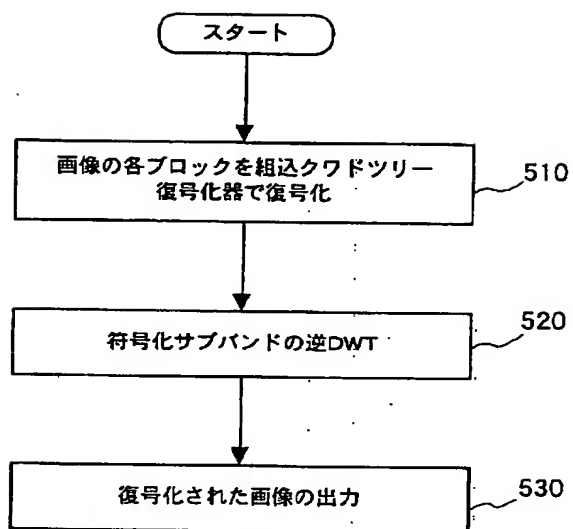 スタート
画像の各ブロックを組込クワドツリー
復号化器で復号化
510
符号化サブバンドの逆DWT
520
復号化された画像の出力
530